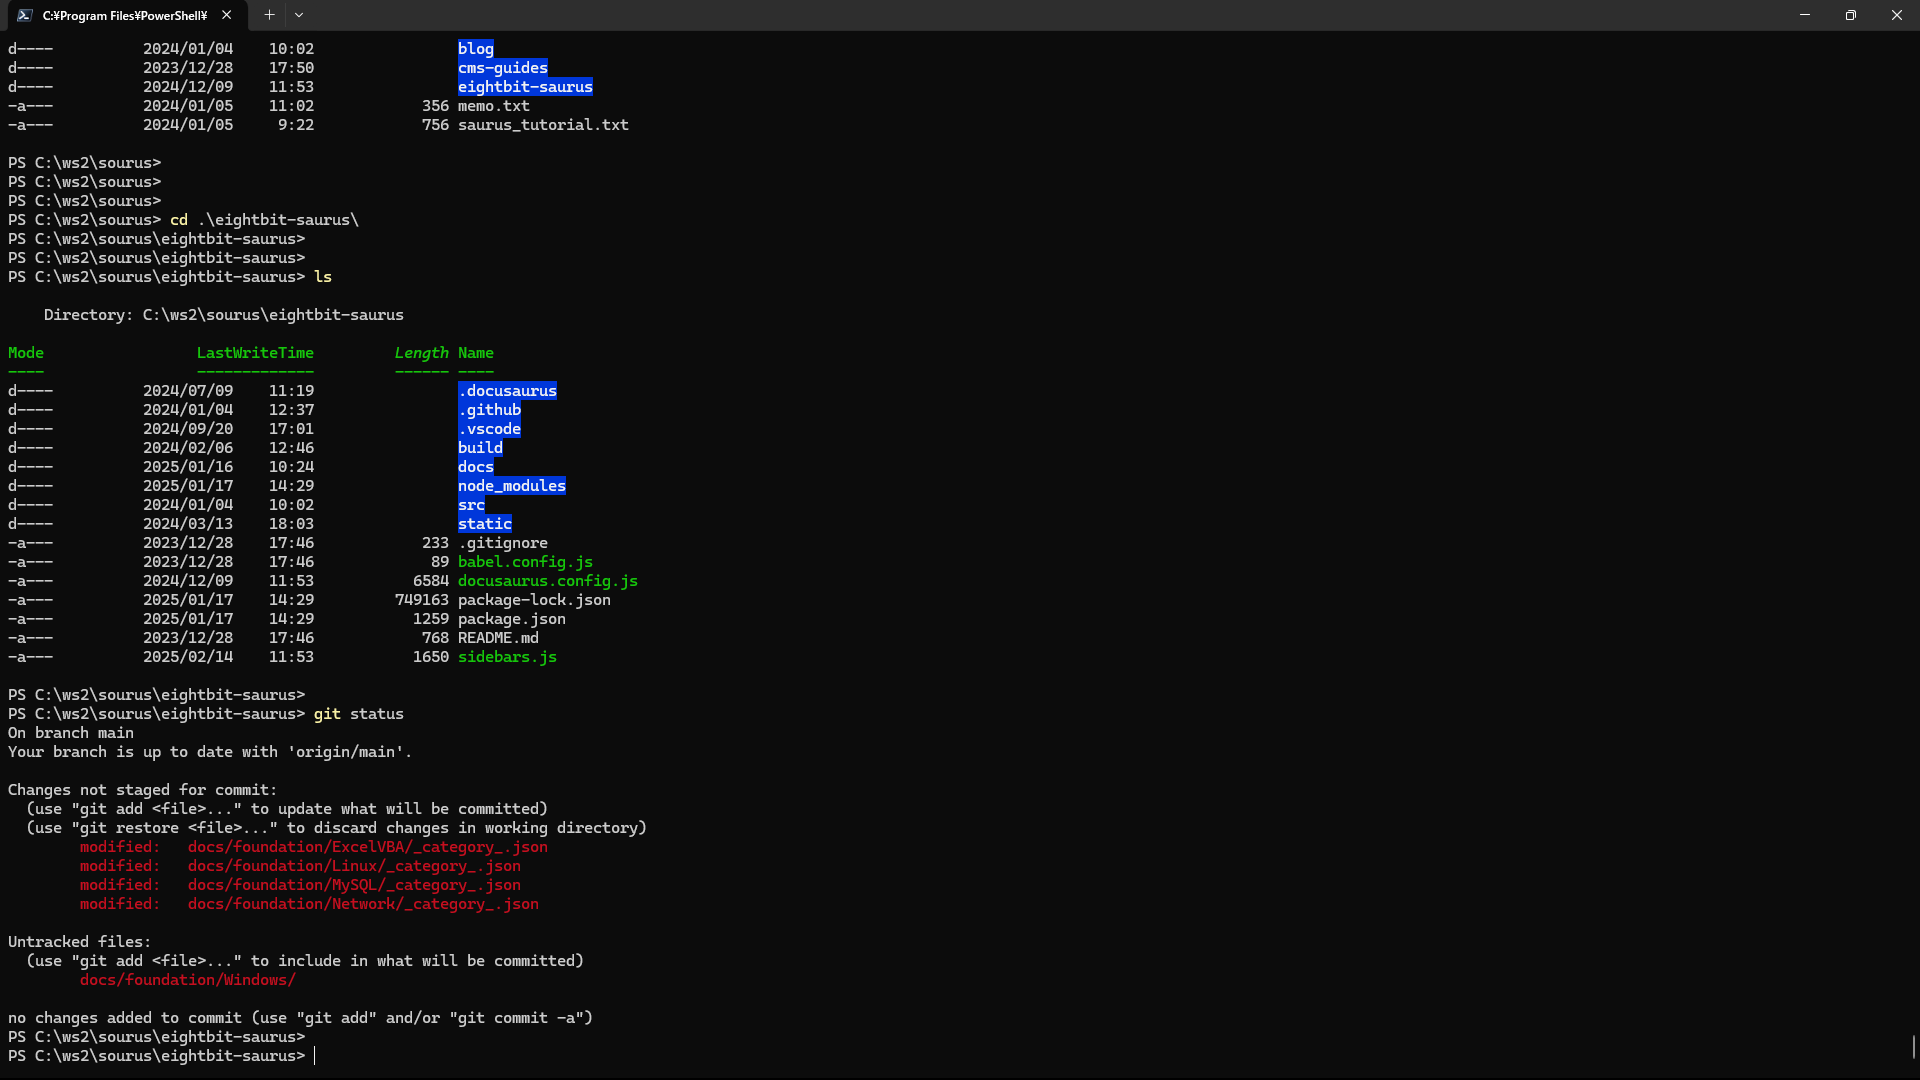 C:¥Program Files¥PowerShell¥
d----          2024/01/04    10:02                blog
d----          2023/12/28    17:50                cms-guides
d----          2024/12/09    11:53                eightbit-saurus
-a---          2024/01/05    11:02            356 memo.txt
-a---          2024/01/05     9:22            756 saurus_tutorial.txt
PS C:\ws2\sourus>
PS C:\ws2\sourus>
PS C:\ws2\sourus>
PS C:\ws2\sourus> cd .\eightbit-saurus\
PS C:\ws2\sourus\eightbit-saurus>
PS C:\ws2\sourus\eightbit-saurus>
PS C:\ws2\sourus\eightbit-saurus> ls
    Directory: C:\ws2\sourus\eightbit-saurus
Mode                 LastWriteTime         Length Name
----                 -------------         ------ ----
d----          2024/07/09    11:19                .docusaurus
d----          2024/01/04    12:37                .github
d----          2024/09/20    17:01                .vscode
d----          2024/02/06    12:46                build
d----          2025/01/16    10:24                docs
d----          2025/01/17    14:29                node_modules
d----          2024/01/04    10:02                src
d----          2024/03/13    18:03                static
-a---          2023/12/28    17:46            233 .gitignore
-a---          2023/12/28    17:46             89 babel.config.js
-a---          2024/12/09    11:53           6584 docusaurus.config.js
-a---          2025/01/17    14:29         749163 package-lock.json
-a---          2025/01/17    14:29           1259 package.json
-a---          2023/12/28    17:46            768 README.md
-a---          2025/02/14    11:53           1650 sidebars.js
PS C:\ws2\sourus\eightbit-saurus>
PS C:\ws2\sourus\eightbit-saurus> git status
On branch main
Your branch is up to date with 'origin/main'.
Changes not staged for commit:
  (use "git add <file>..." to update what will be committed)
  (use "git restore <file>..." to discard changes in working directory)
        modified:   docs/foundation/ExcelVBA/_category_.json
        modified:   docs/foundation/Linux/_category_.json
        modified:   docs/foundation/MySQL/_category_.json
        modified:   docs/foundation/Network/_category_.json
Untracked files:
  (use "git add <file>..." to include in what will be committed)
        docs/foundation/Windows/
no changes added to commit (use "git add" and/or "git commit -a")
PS C:\ws2\sourus\eightbit-saurus>
PS C:\ws2\sourus\eightbit-saurus>